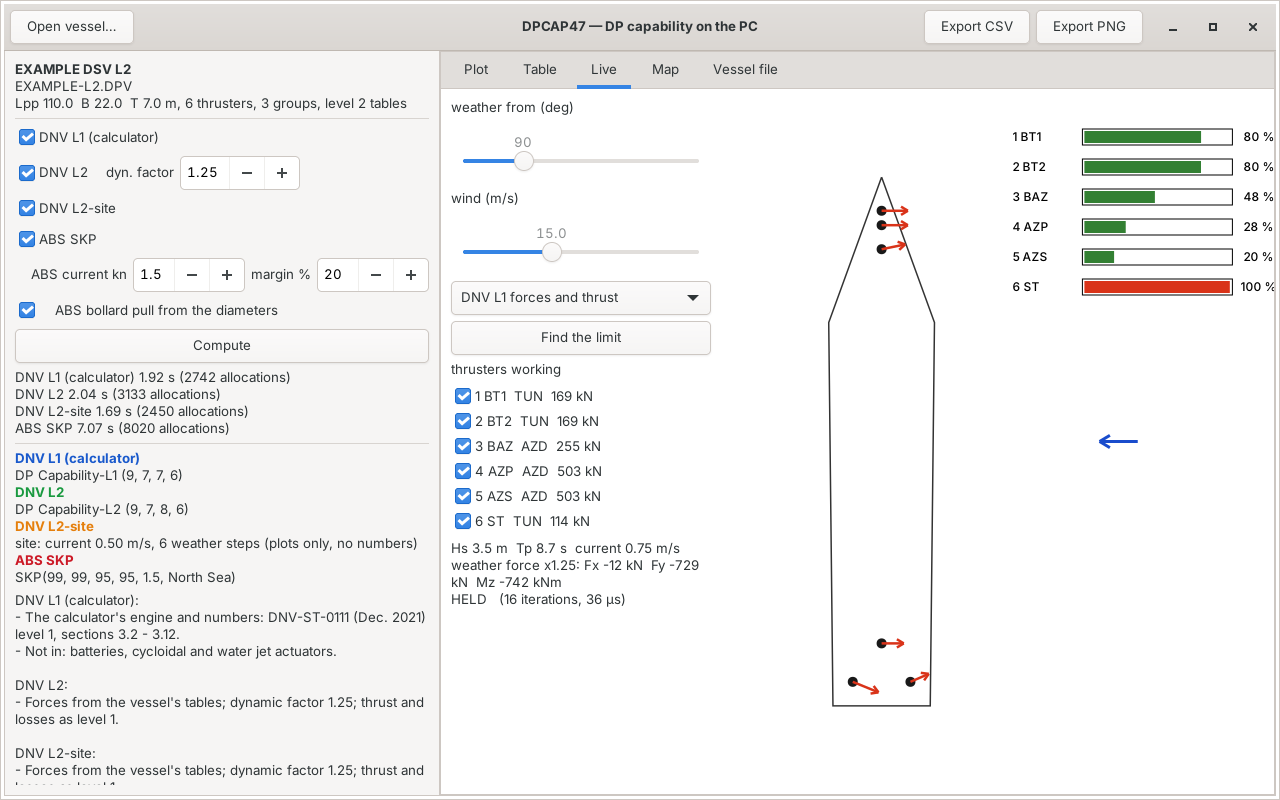 Open vessel...
DPCAP47 — DP capability on the PC
Export CSV
Export PNG
EXAMPLE DSV L2
EXAMPLE-L2.DPV
Lpp 110.0 B 22.0 T 7.0 m, 6 thrusters, 3 groups, level 2 tables
DNV L1 (calculator)
DNV L2 dyn. factor 1.25
DNV L2-site
ABS SKP
ABS current kn 1.5 margin % 20
ABS bollard pull from the diameters
Compute
DNV L1 (calculator) 1.92 s (2742 allocations)
DNV L2 2.04 s (3133 allocations)
DNV L2-site 1.69 s (2450 allocations)
ABS SKP 7.07 s (8020 allocations)
DNV L1 (calculator)
DP Capability-L1 (9, 7, 7, 6)
DNV L2
DP Capability-L2 (9, 7, 8, 6)
DNV L2-site
site: current 0.50 m/s, 6 weather steps (plots only, no numbers)
ABS SKP
SKP(99, 99, 95, 95, 1.5, North Sea)
DNV L1 (calculator):
- The calculator's engine and numbers: DNV-ST-0111 (Dec. 2021)
level 1, sections 3.2 - 3.12.
- Not in: batteries, cycloidal and water jet actuators.
DNV L2:
- Forces from the vessel's tables; dynamic factor 1.25; thrust and
losses as level 1.
DNV L2-site:
- Forces from the vessel's tables; dynamic factor 1.25; thrust and
Plot Table Live Map Vessel file
weather from (deg)
90
wind (m/s)
15.0
DNV L1 forces and thrust
Find the limit
thrusters working
1 BT1 TUN 169 kN
2 BT2 TUN 169 kN
3 BAZ AZD 255 kN
4 AZP AZD 503 kN
5 AZS AZD 503 kN
6 ST TUN 114 kN
Hs 3.5 m Tp 8.7 s current 0.75 m/s
weather force x1.25: Fx -12 kN Fy -729
kN Mz -742 kNm
HELD (16 iterations, 36 µs)
1 BT1 80 %
2 BT2 80 %
3 BAZ 48 %
4 AZP 28 %
5 AZS 20 %
6 ST 100 %